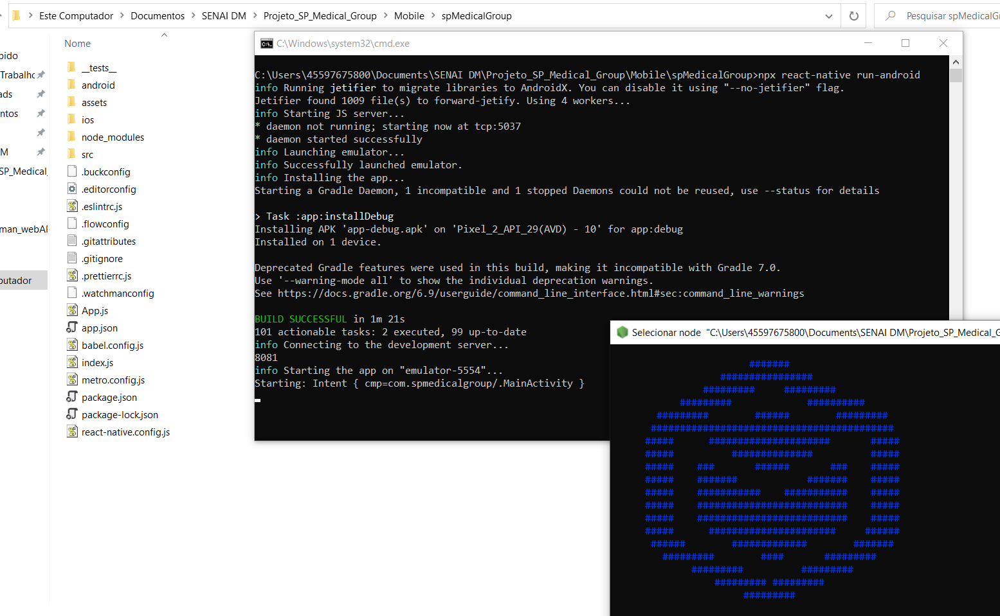 Este Computador > Documentos > SENAI DM > Projeto_SP_Medical_Group > Mobile > spMedicalGroup
Pesquisar spMedicalGr
bido
Trabalho
ads
ntos
M
SP_Medical_
man_webAP
putador
Nome
__tests__
android
assets
ios
node_modules
src
.buckconfig
.editorconfig
.eslintrc.js
.flowconfig
.gitattributes
.gitignore
.prettierrc.js
.watchmanconfig
App.js
app.json
babel.config.js
index.js
metro.config.js
package.json
package-lock.json
react-native.config.js
C:\Windows\system32\cmd.exe
C:\Users\45597675800\Documents\SENAI DM\Projeto_SP_Medical_Group\Mobile\spMedicalGroup>npx react-native run-android
info Running jetifier to migrate libraries to AndroidX. You can disable it using "--no-jetifier" flag.
Jetifier found 1009 file(s) to forward-jetify. Using 4 workers...
info Starting JS server...
* daemon not running; starting now at tcp:5037
* daemon started successfully
info Launching emulator...
info Successfully launched emulator.
info Installing the app...
Starting a Gradle Daemon, 1 incompatible and 1 stopped Daemons could not be reused, use --status for details
> Task :app:installDebug
Installing APK 'app-debug.apk' on 'Pixel_2_API_29(AVD) - 10' for app:debug
Installed on 1 device.
Deprecated Gradle features were used in this build, making it incompatible with Gradle 7.0.
Use '--warning-mode all' to show the individual deprecation warnings.
See https://docs.gradle.org/6.9/userguide/command_line_interface.html#sec:command_line_warnings
BUILD SUCCESSFUL in 1m 21s
101 actionable tasks: 2 executed, 99 up-to-date
info Connecting to the development server...
8081
info Starting the app on "emulator-5554"...
Starting: Intent { cmp=com.spmedicalgroup/.MainActivity }
Selecionar node "C:\Users\45597675800\Documents\SENAI DM\Projeto_SP_Medical_G